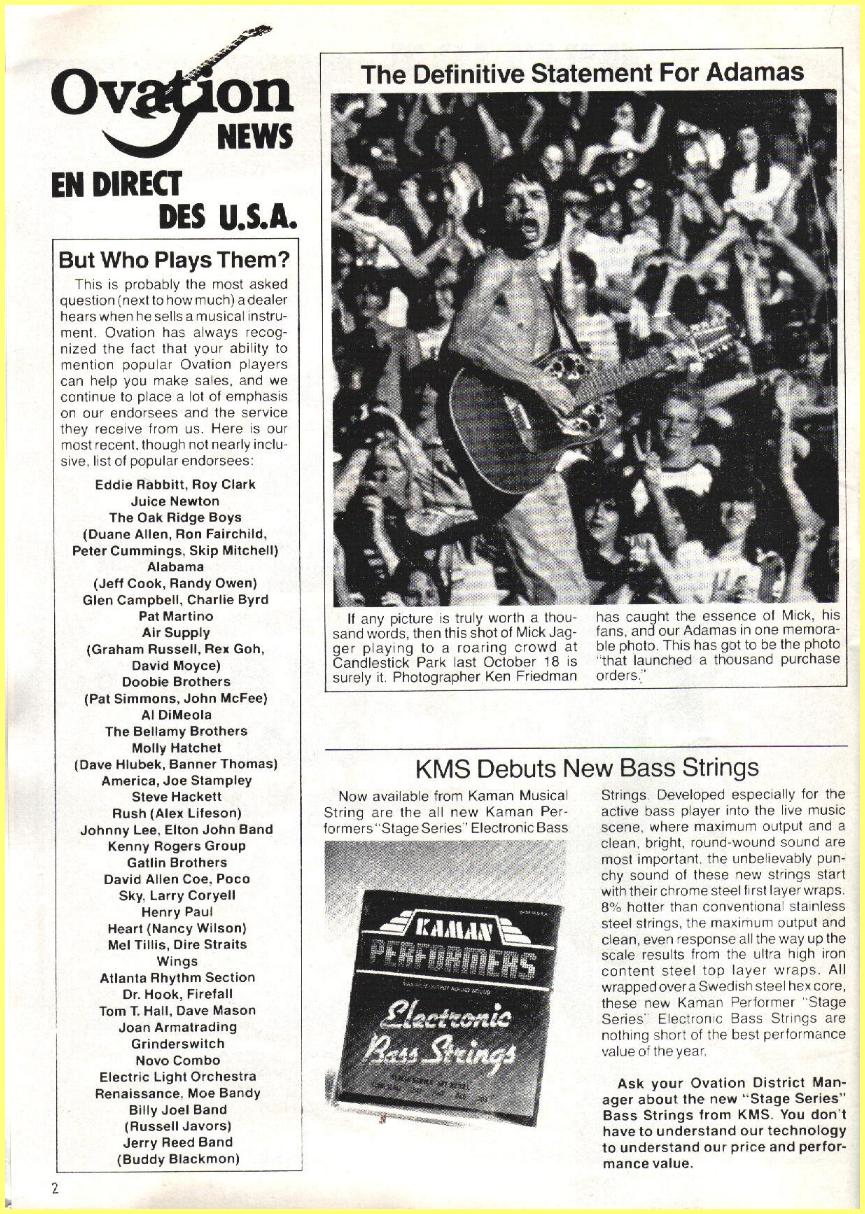 Ovation
NEWS
EN DIRECT
DES U.S.A.
But Who Plays Them?
This is probably the most asked
question (next to how much) a dealer
hears when he sells a musical instru-
ment. Ovation has always recog-
nized the fact that your ability to
mention popular Ovation players
can help you make sales, and we
continue to place a lot of emphasis
on our endorsees and the service
they receive from us. Here is our
most recent, though not nearly inclu-
sive, list of popular endorsees:
Eddie Rabbitt, Roy Clark
Juice Newton
The Oak Ridge Boys
(Duane Allen, Ron Fairchild,
Peter Cummings, Skip Mitchell)
Alabama
(Jeff Cook, Randy Owen)
Glen Campbell, Charlie Byrd
Pat Martino
Air Supply
(Graham Russell, Rex Goh,
David Moyce)
Doobie Brothers
(Pat Simmons, John McFee)
Al DiMeola
The Bellamy Brothers
Molly Hatchet
(Dave Hlubek, Banner Thomas)
America, Joe Stampley
Steve Hackett
Rush (Alex Lifeson)
Johnny Lee, Elton John Band
Kenny Rogers Group
Gatlin Brothers
David Allen Coe, Poco
Sky, Larry Coryell
Henry Paul
Heart (Nancy Wilson)
Mel Tillis, Dire Straits
Wings
Atlanta Rhythm Section
Dr. Hook, Firefall
Tom T. Hall, Dave Mason
Joan Armatrading
Grinderswitch
Novo Combo
Electric Light Orchestra
Renaissance, Moe Bandy
Billy Joel Band
(Russell Javors)
Jerry Reed Band
(Buddy Blackmon)
The Definitive Statement For Adamas
If any picture is truly worth a thou-
sand words, then this shot of Mick Jag-
ger playing to a roaring crowd at
Candlestick Park last October 18 is
surely it. Photographer Ken Friedman
has caught the essence of Mick, his
fans, and our Adamas in one memora-
ble photo. This has got to be the photo
"that launched a thousand purchase
orders."
KMS Debuts New Bass Strings
Now available from Kaman Musical
String are the all new Kaman Per-
formers "Stage Series" Electronic Bass
KAMAN
PERFORMERS
Electronic
Bass Strings
Strings. Developed especially for the
active bass player into the live music
scene, where maximum output and a
clean, bright, round-wound sound are
most important, the unbelievably pun-
chy sound of these new strings start
with their chrome steel first layer wraps.
8% hotter than conventional stainless
steel strings, the maximum output and
clean, even response all the way up the
scale results from the ultra high iron
content steel top layer wraps. All
wrapped over a Swedish steel hex core,
these new Kaman Performer "Stage
Series" Electronic Bass Strings are
nothing short of the best performance
value of the year.
Ask your Ovation District Man-
ager about the new "Stage Series"
Bass Strings from KMS. You don't
have to understand our technology
to understand our price and perfor-
mance value.
2